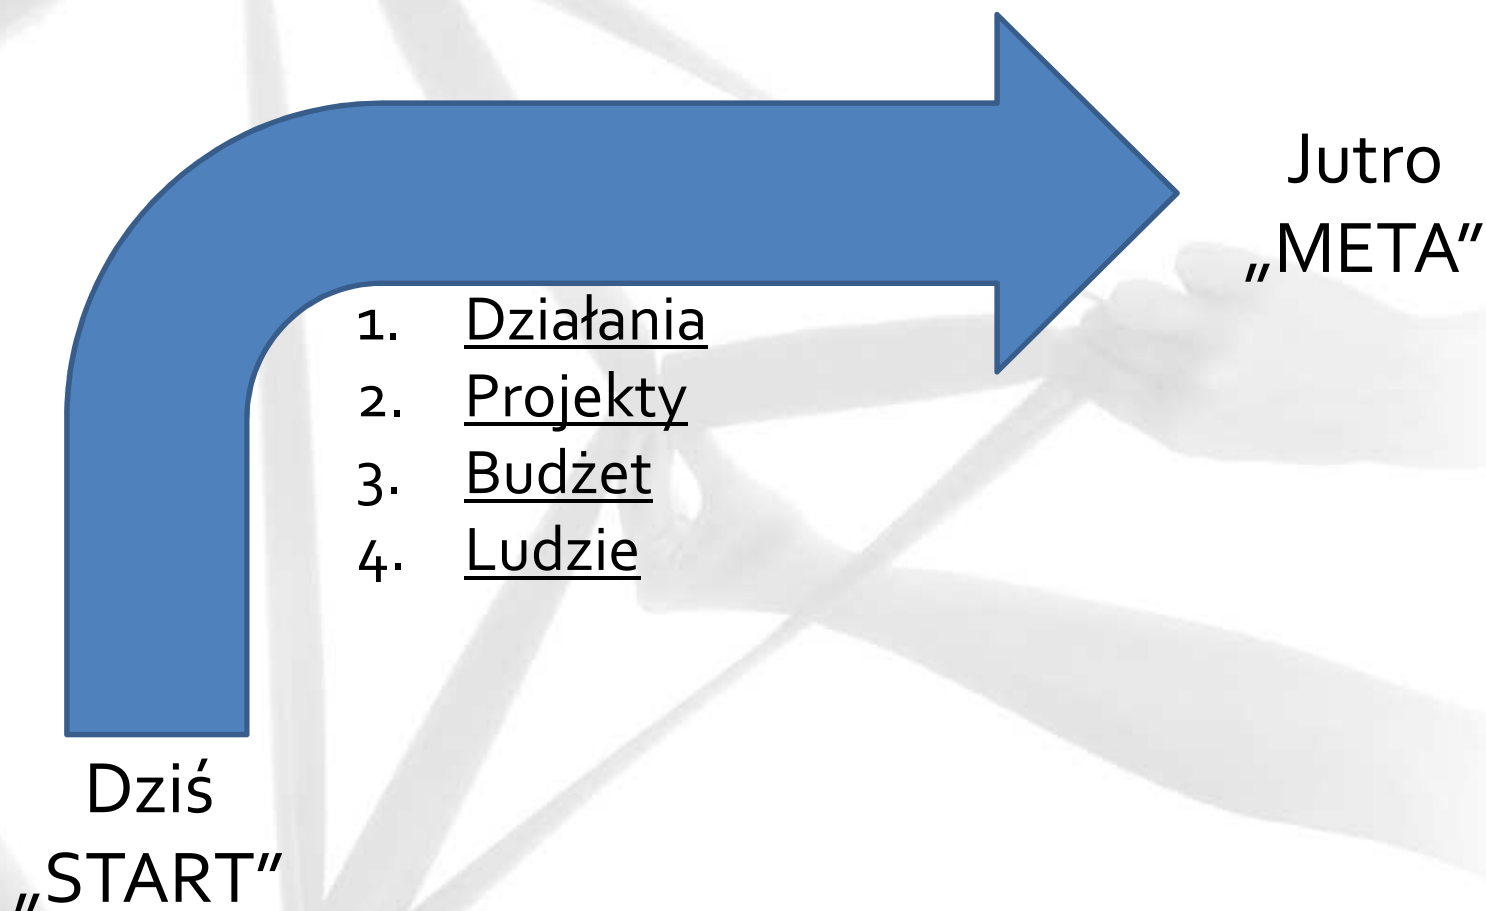 Jutro
„META”
1. Działania
2. Projekty
3. Budżet
4. Ludzie
Dziś
„START”